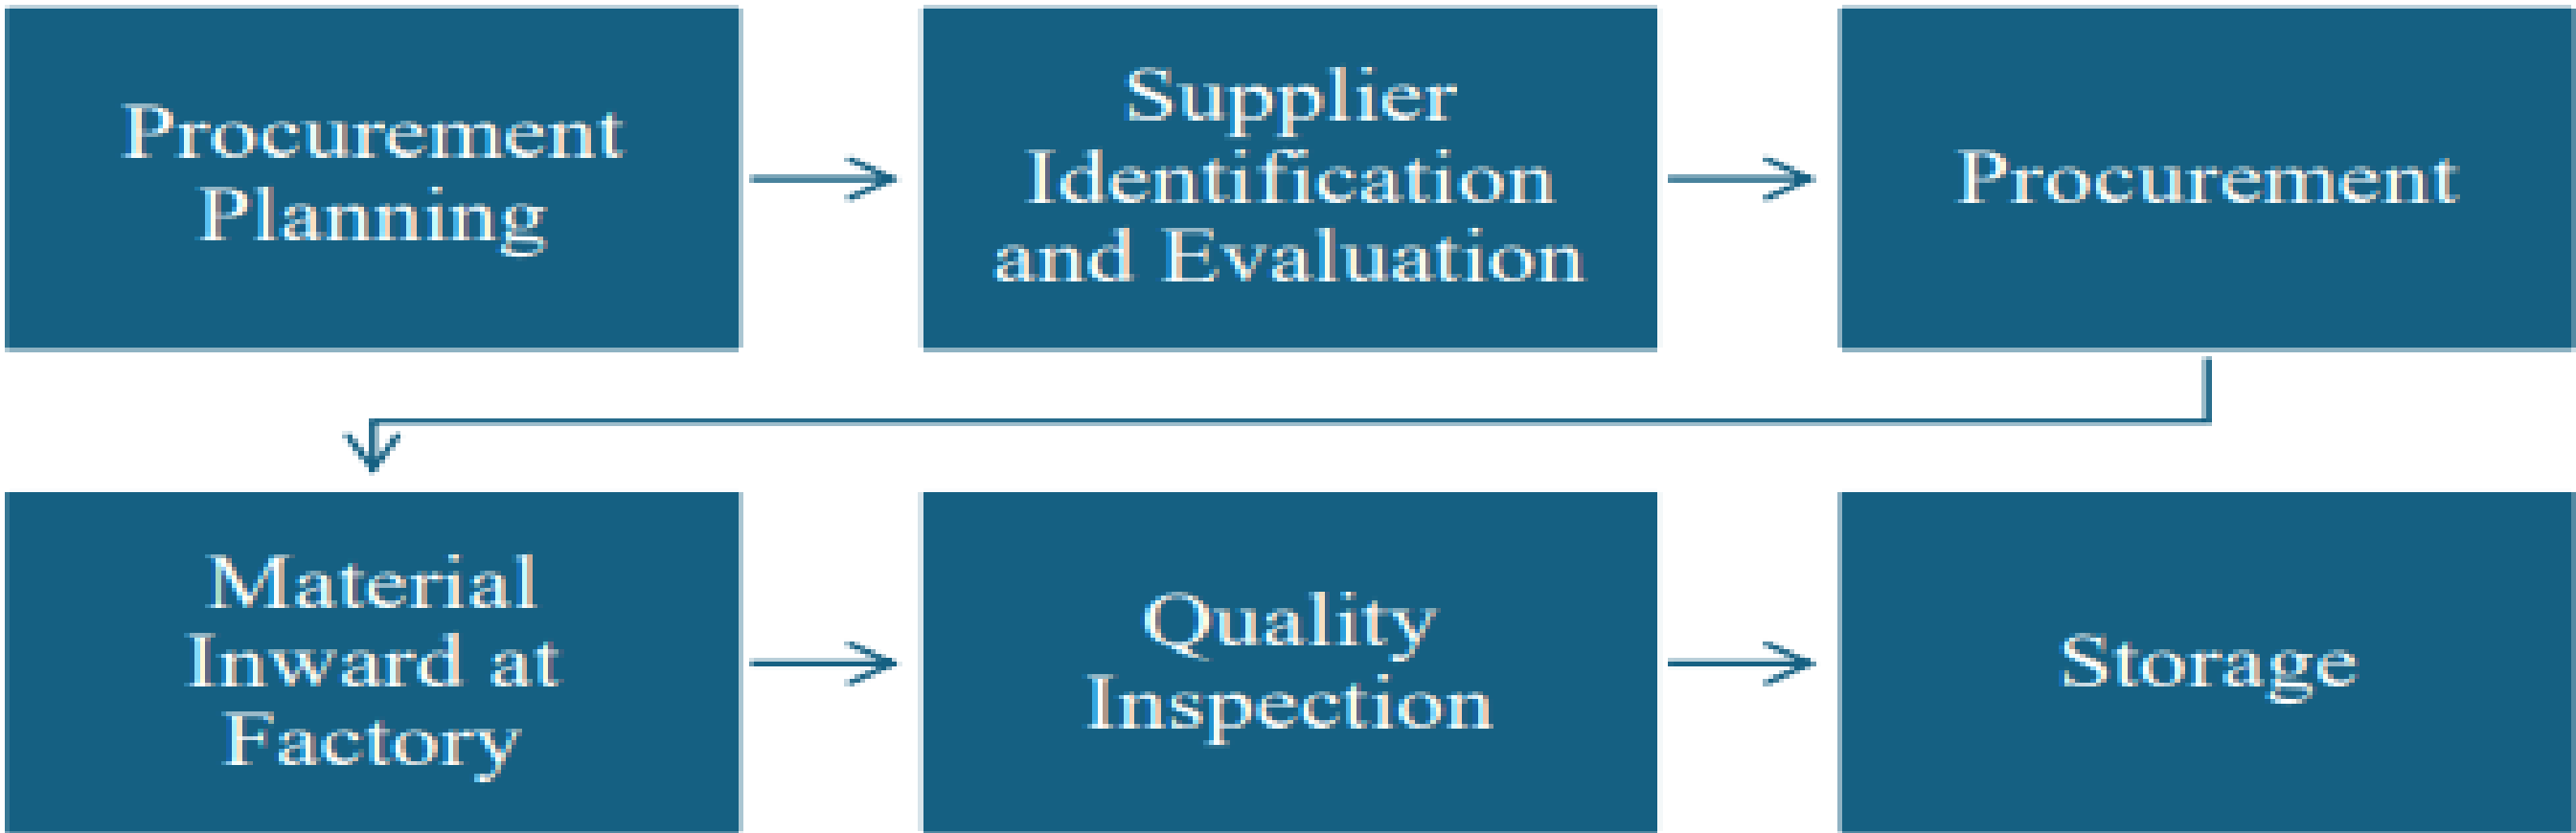 Procurement
Planning
Supplier
Identification
and Evaluation
Procurement
Material
Inward at
Factory
Quality
Inspection
Storage